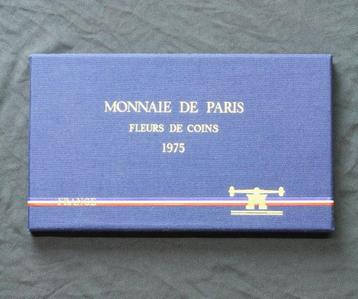 MONNAIE DE PARIS
FLEURS DE COINS
1975
FRANCE